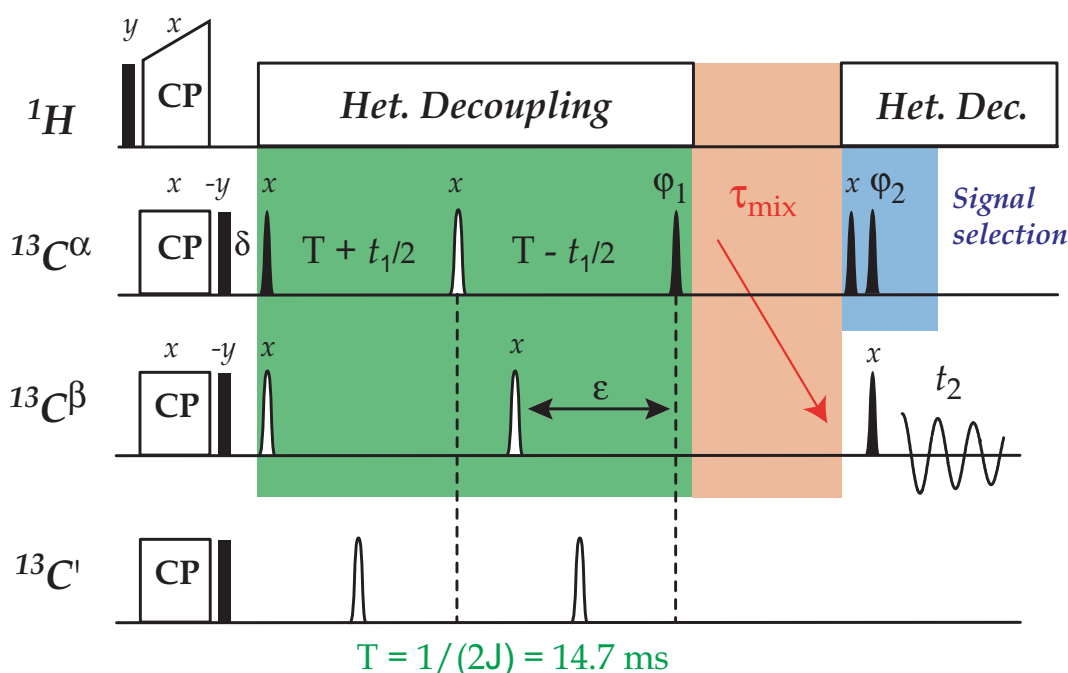 y x
¹H CP Het. Decoupling Het. Dec.
x -y x x φ₁ x φ₂
¹³Cα CP δ T + t₁/2 T - t₁/2 τmix Signal
selection
x -y x x x
¹³Cβ CP ε t₂
¹³C' CP
T = 1/(2J) = 14.7 ms